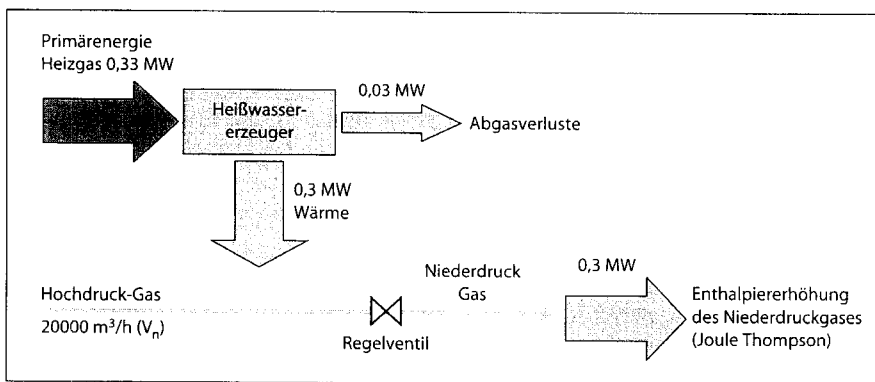 Primärenergie
Heizgas 0,33 MW
Heißwasser-
erzeuger
0,03 MW
Abgasverluste
0,3 MW
Wärme
Hochdruck-Gas
20000 m³/h (Vₙ)
Regelventil
Niederdruck
Gas
0,3 MW
Enthalpiererhöhung
des Niederdruckgases
(Joule Thompson)